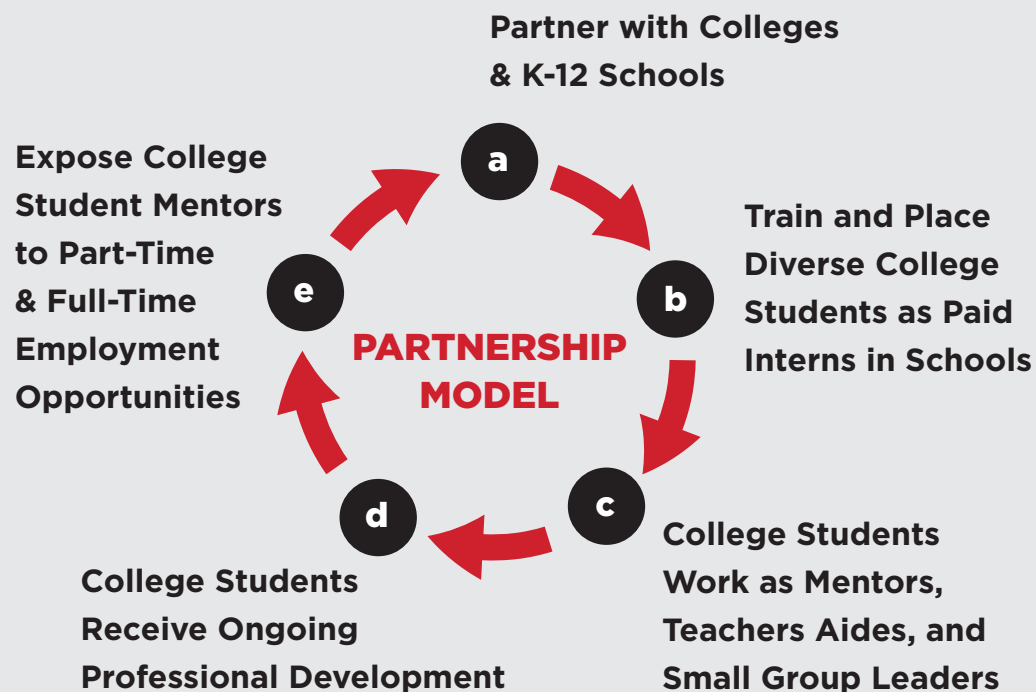 Partner with Colleges
& K-12 Schools
a
Train and Place
Diverse College
Students as Paid
Interns in Schools
b
College Students
Work as Mentors,
Teachers Aides, and
Small Group Leaders
c
College Students
Receive Ongoing
Professional Development
d
Expose College
Student Mentors
to Part-Time
& Full-Time
Employment
Opportunities
e
PARTNERSHIP
MODEL